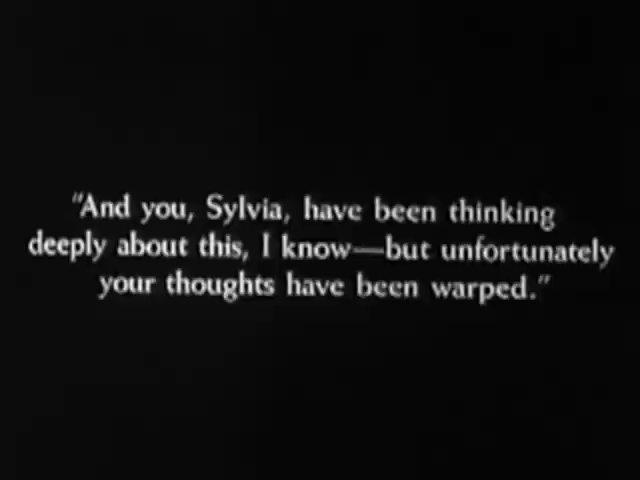 "And you, Sylvia, have been thinking
deeply about this, I know—but unfortunately
your thoughts have been warped."